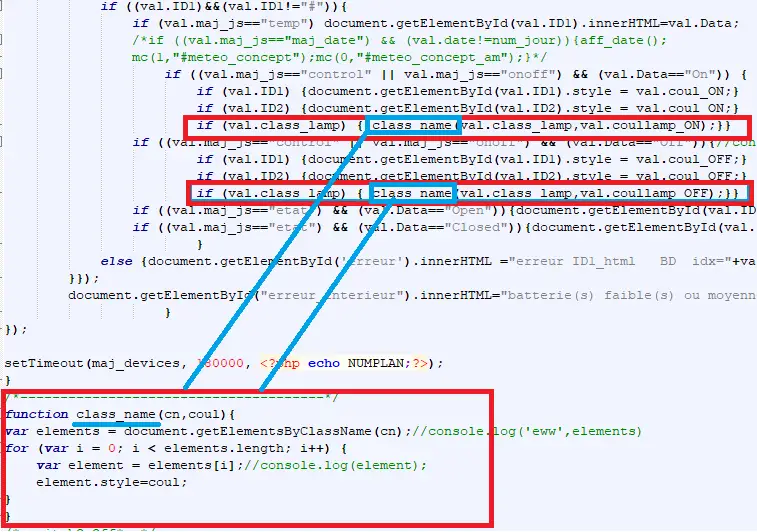 if ((val.ID1)&&(val.ID1!="#")){
if (val.maj_js=="temp") document.getElementById(val.ID1).innerHTML=val.Data;
/*if ((val.maj_js=="maj_date") && (val.date!=num_jour)){aff_date();
mc(1,"#meteo_concept");mc(0,"#meteo_concept_am");}*/
if ((val.maj_js=="control" || val.maj_js=="onoff") && (val.Data=="On")) {
if (val.ID1) {document.getElementById(val.ID1).style = val.coul_ON;}
if (val.ID2) {document.getElementById(val.ID2).style = val.coul_ON;}
if (val.class_lamp) { class_name(val.class_lamp,val.coullamp_ON);}}
if ((val.maj_js=="control" || val.maj_js=="onoff") && (val.Data=="Off")){//con
if (val.ID1) {document.getElementById(val.ID1).style = val.coul_OFF;}
if (val.ID2) {document.getElementById(val.ID2).style = val.coul_OFF;}
if (val.class_lamp) { class_name(val.class_lamp,val.coullamp_OFF);}}
if ((val.maj_js=="etat") && (val.Data=="Open")){document.getElementById(val.ID
if ((val.maj_js=="etat") && (val.Data=="Closed")){document.getElementById(val.
}
else {document.getElementById('erreur').innerHTML ="erreur ID1_html BD idx="+va
}});
document.getElementById("erreur_interieur").innerHTML="batterie(s) faible(s) ou moyenn
}
});
setTimeout(maj_devices, 180000, <?php echo NUMPLAN;?>);
}
/*---------------------------------------*/
function class_name(cn,coul){
var elements = document.getElementsByClassName(cn);//console.log('eww',elements)
for (var i = 0; i < elements.length; i++) {
var element = elements[i];//console.log(element);
element.style=coul;
}
}